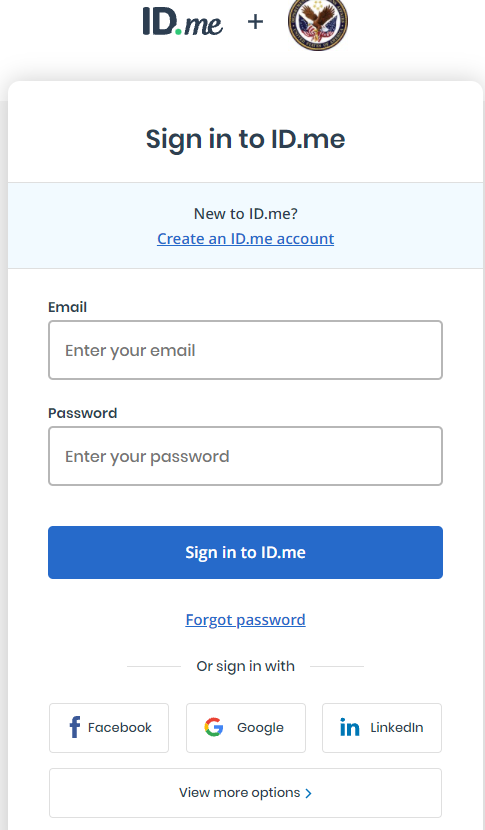 ID.me +
Sign in to ID.me
New to ID.me?
Create an ID.me account
Email
Enter your email
Password
Enter your password
Sign in to ID.me
Forgot password
Or sign in with
Facebook
Google
LinkedIn
View more options